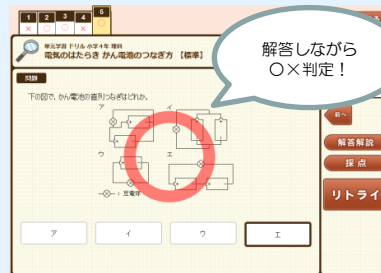 1 2 3 4 5
× ○ ○ × ○
解答しながら
○×判定！
単元学習 ドリル 小学4年 理科
電気のはたらき かん電池のつなぎ方 【標準】
問題
下の図で、かん電池の直列つなぎはどれか。
ア イ
ウ エ
：豆電球
前へ
解答解説
採点
リトライ
ア イ ウ エ